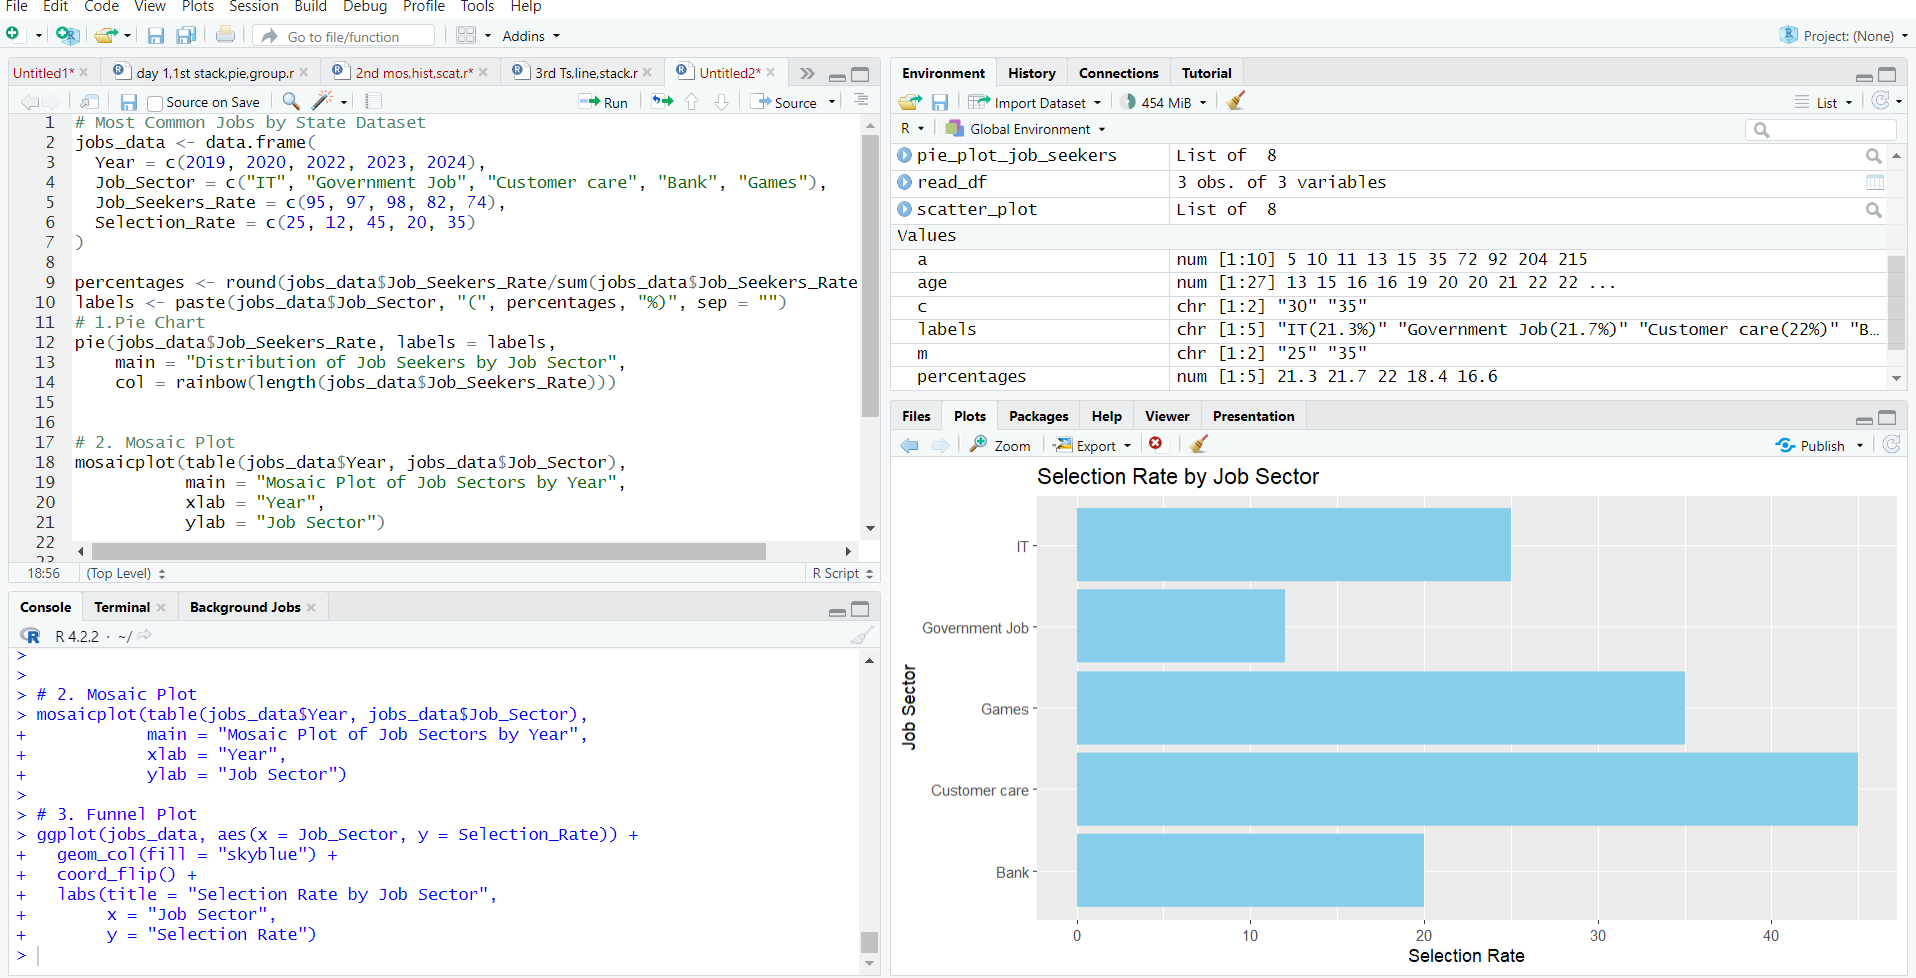 File Edit Code View Plots Session Build Debug Profile Tools Help
Go to file/function Addins Project: (None)
Untitled1* day 1,1st stack,pie,group.r 2nd mos,hist,scat.r* 3rd Ts,line,stack.r Untitled2*
Source on Save Run Source
1 # Most Common Jobs by State Dataset
2 jobs_data <- data.frame(
3 Year = c(2019, 2020, 2022, 2023, 2024),
4 Job_Sector = c("IT", "Government Job", "Customer care", "Bank", "Games"),
5 Job_Seekers_Rate = c(95, 97, 98, 82, 74),
6 Selection_Rate = c(25, 12, 45, 20, 35)
7 )
8
9 percentages <- round(jobs_data$Job_Seekers_Rate/sum(jobs_data$Job_Seekers_Rate
10 labels <- paste(jobs_data$Job_Sector, "(", percentages, "%)", sep = "")
11 # 1.Pie Chart
12 pie(jobs_data$Job_Seekers_Rate, labels = labels,
13 main = "Distribution of Job Seekers by Job Sector",
14 col = rainbow(length(jobs_data$Job_Seekers_Rate)))
15
16
17 # 2. Mosaic Plot
18 mosaicplot(table(jobs_data$Year, jobs_data$Job_Sector),
19 main = "Mosaic Plot of Job Sectors by Year",
20 xlab = "Year",
21 ylab = "Job Sector")
22
23
18:56 (Top Level) R Script
Console Terminal Background Jobs
R 4.2.2 · ~/
>
>
> # 2. Mosaic Plot
> mosaicplot(table(jobs_data$Year, jobs_data$Job_Sector),
+ main = "Mosaic Plot of Job Sectors by Year",
+ xlab = "Year",
+ ylab = "Job Sector")
>
> # 3. Funnel Plot
> ggplot(jobs_data, aes(x = Job_Sector, y = Selection_Rate)) +
+ geom_col(fill = "skyblue") +
+ coord_flip() +
+ labs(title = "Selection Rate by Job Sector",
+ x = "Job Sector",
+ y = "Selection Rate")
>
Environment History Connections Tutorial
Import Dataset 454 MiB List
R Global Environment
pie_plot_job_seekers List of 8
read_df 3 obs. of 3 variables
scatter_plot List of 8
Values
a num [1:10] 5 10 11 13 15 35 72 92 204 215
age num [1:27] 13 15 16 16 19 20 20 21 22 22 ...
c chr [1:2] "30" "35"
labels chr [1:5] "IT(21.3%)" "Government Job(21.7%)" "Customer care(22%)" "B...
m chr [1:2] "25" "35"
percentages num [1:5] 21.3 21.7 22 18.4 16.6
Files Plots Packages Help Viewer Presentation
Zoom Export Publish
Selection Rate by Job Sector
Job Sector
IT
Government Job
Games
Customer care
Bank
0 10 20 30 40
Selection Rate